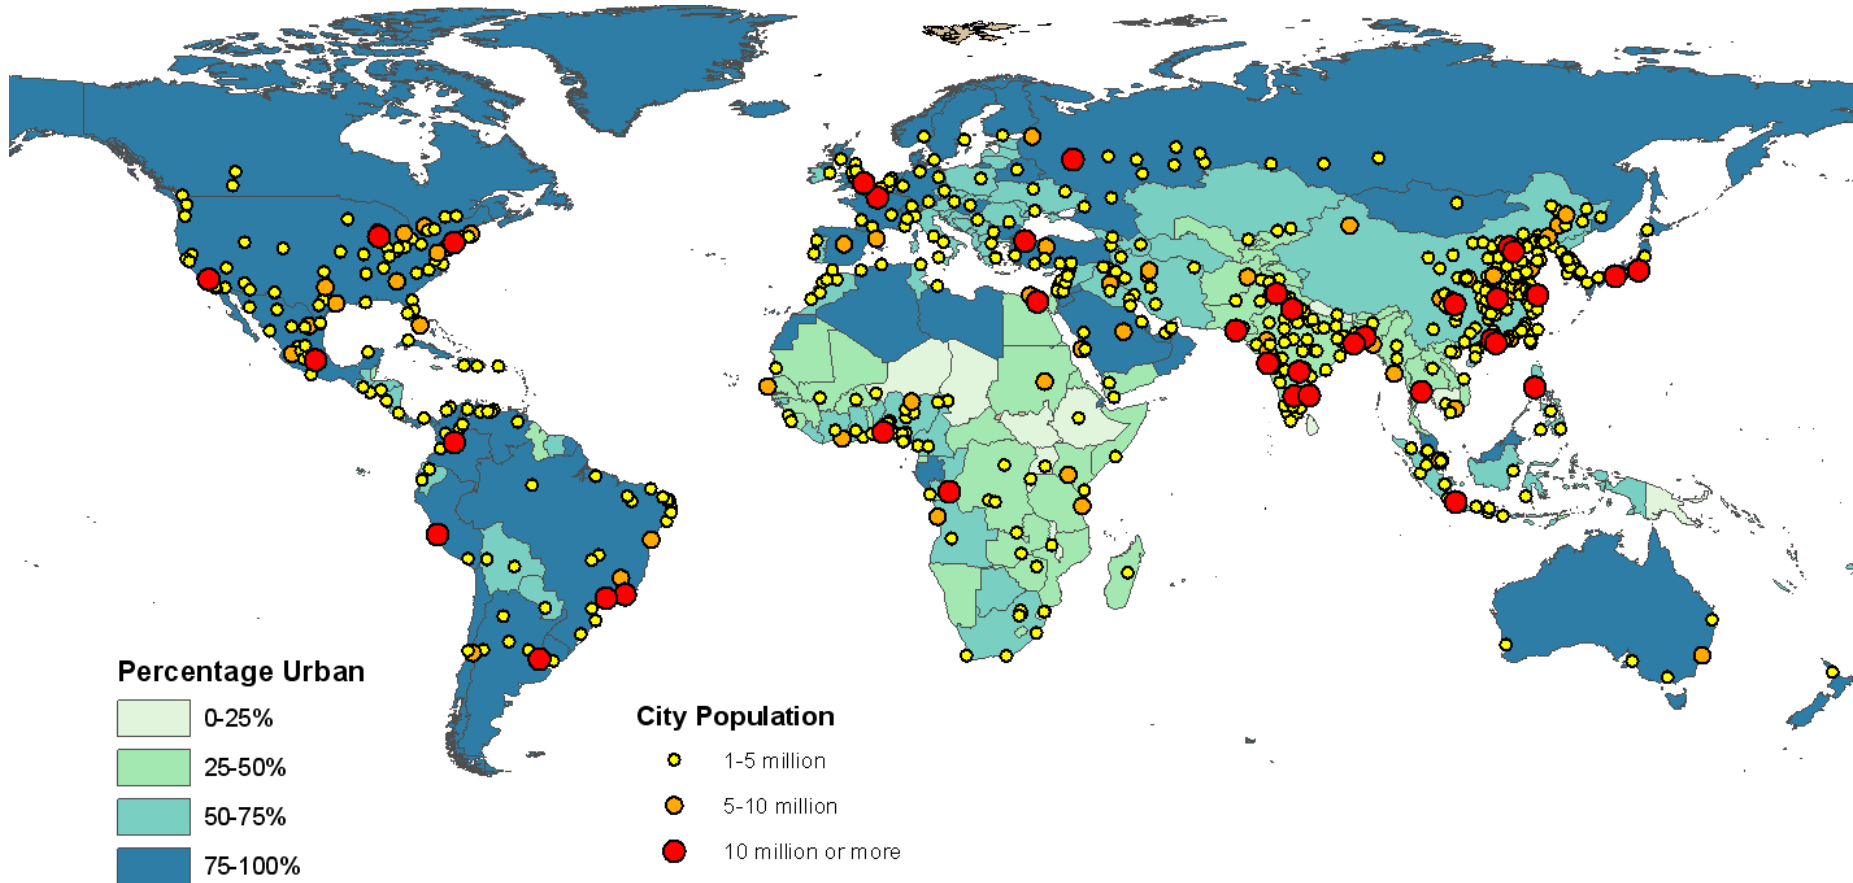 Percentage Urban
0-25%
25-50%
50-75%
75-100%
City Population
1-5 million
5-10 million
10 million or more